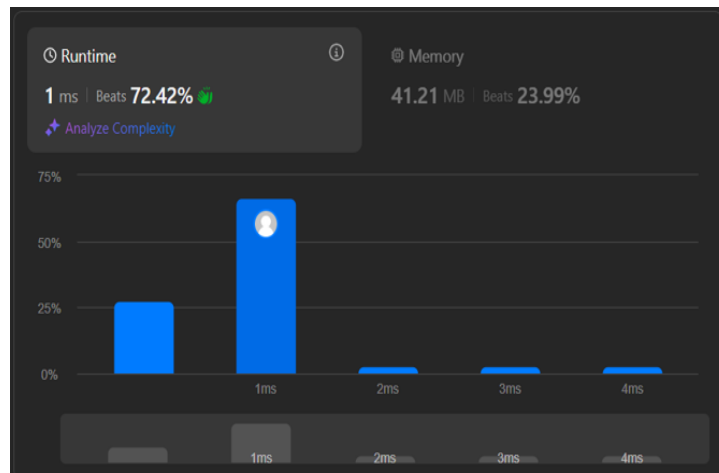 Runtime
1 ms | Beats 72.42%
Analyze Complexity
Memory
41.21 MB | Beats 23.99%
75%
50%
25%
0%
1ms 2ms 3ms 4ms
1ms 2ms 3ms 4ms